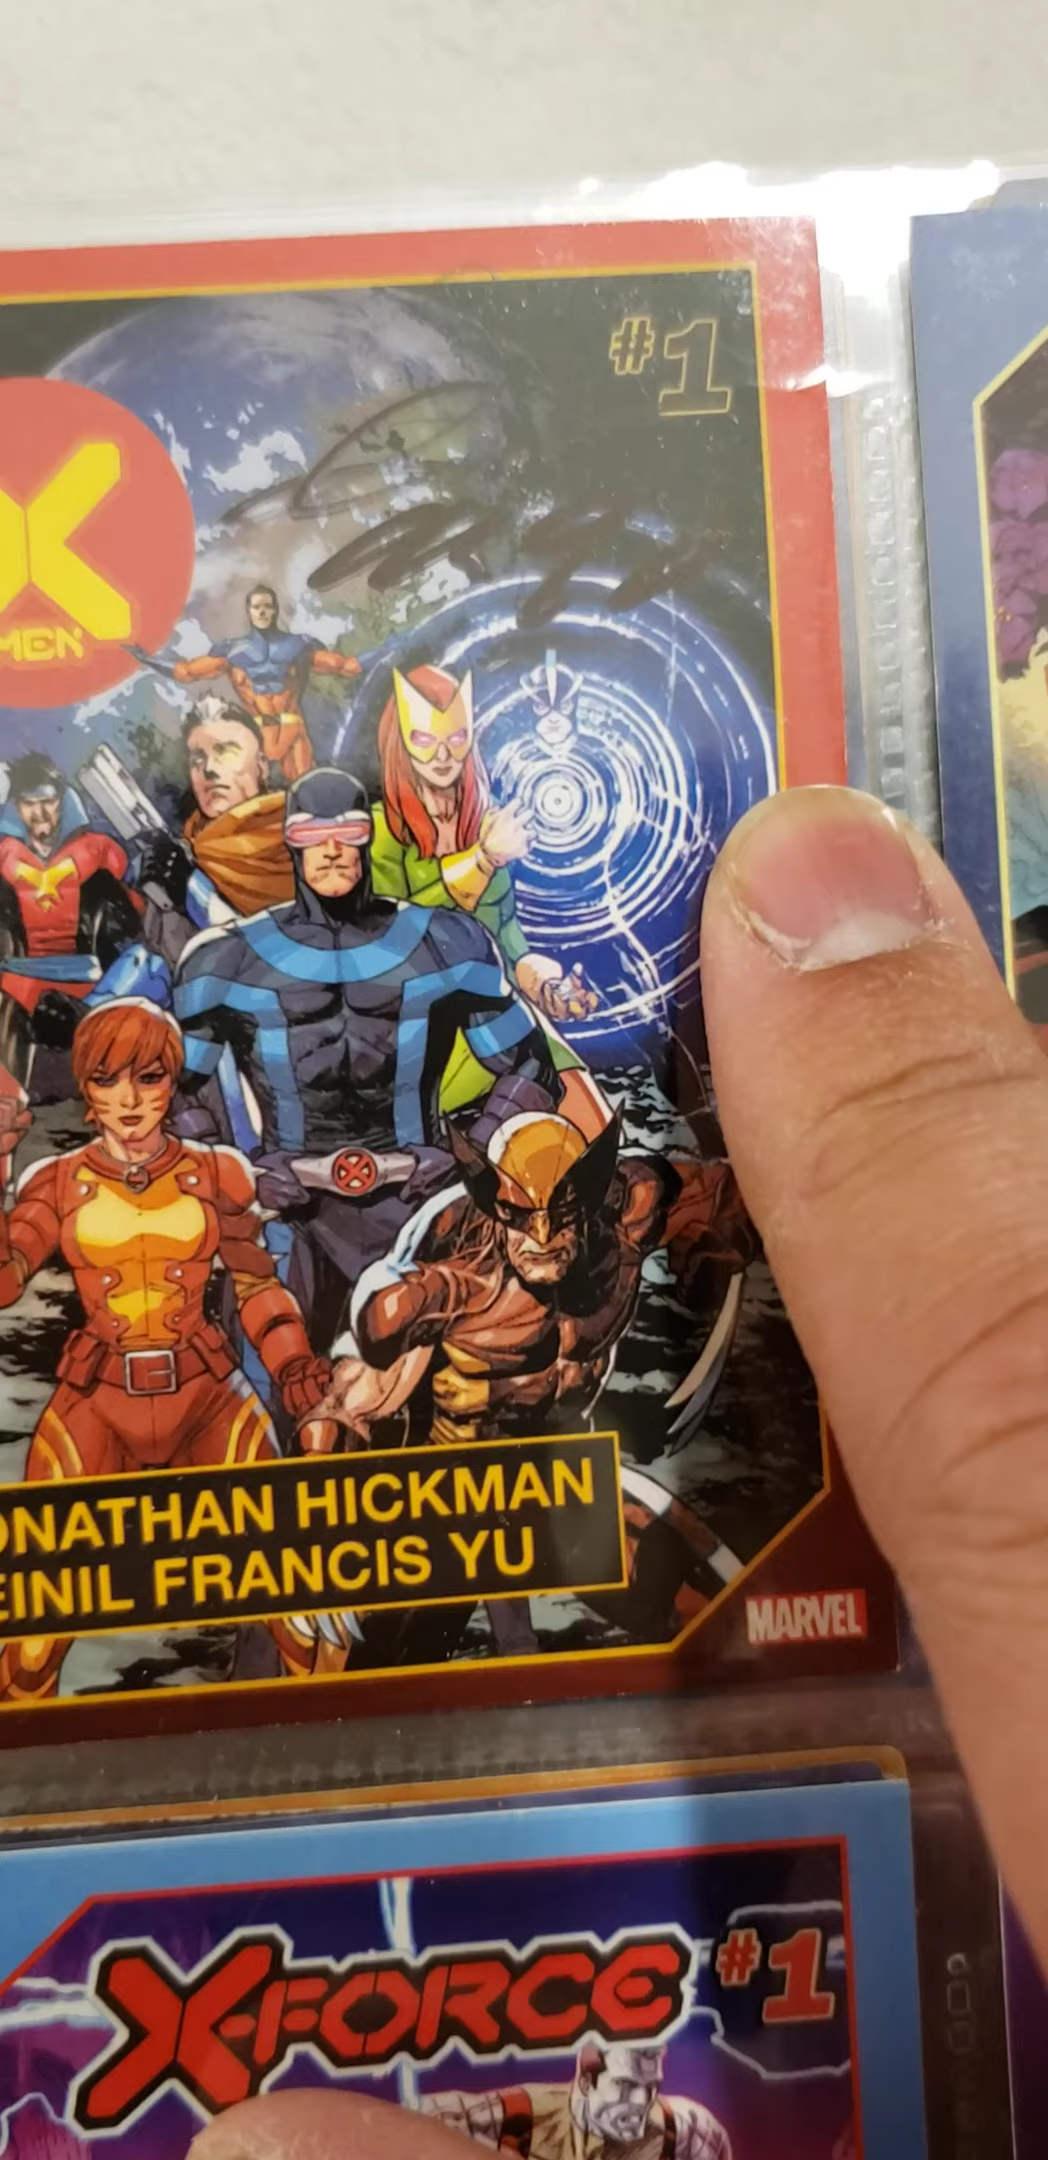 #1
X
MEN
ONATHAN HICKMAN
EINIL FRANCIS YU
MARVEL
X-FORCE #1